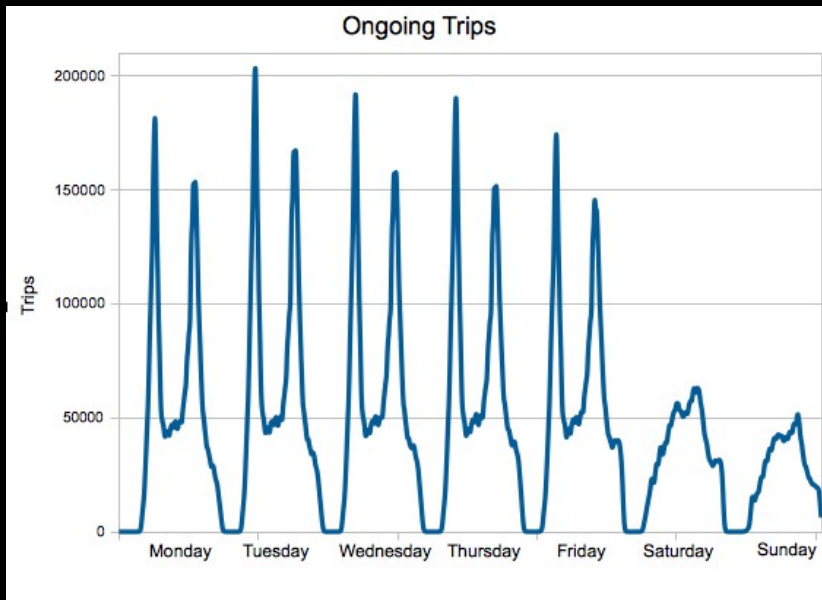 Ongoing Trips
200000
150000
100000
50000
0
Trips
Monday Tuesday Wednesday Thursday Friday Saturday Sunday